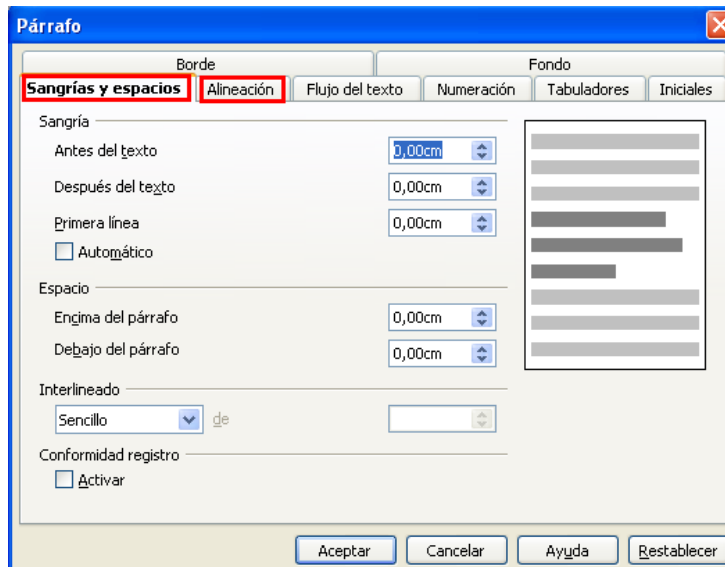 Párrafo
Borde Fondo
Sangrías y espacios Alineación Flujo del texto Numeración Tabuladores Iniciales
Sangría
Antes del texto 0,00cm
Después del texto 0,00cm
Primera línea 0,00cm
Automático
Espacio
Encima del párrafo 0,00cm
Debajo del párrafo 0,00cm
Interlineado
Sencillo de
Conformidad registro
Activar
Aceptar Cancelar Ayuda Restablecer